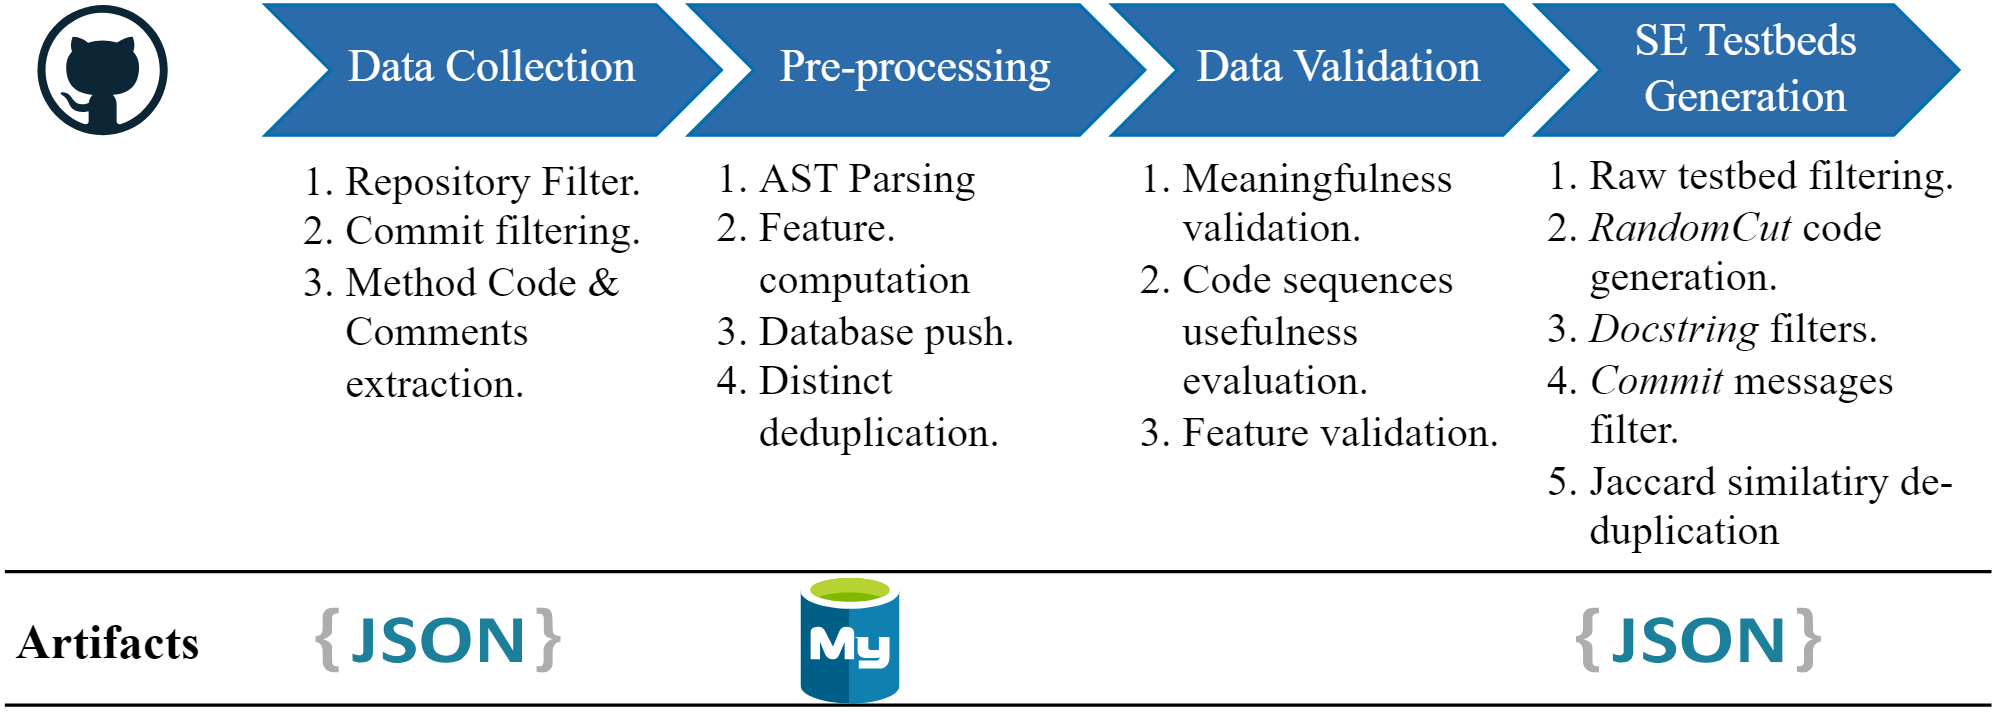 Data Collection
Pre-processing
Data Validation
SE Testbeds
Generation
1. Repository Filter.
2. Commit filtering.
3. Method Code &
Comments
extraction.
1. AST Parsing
2. Feature.
computation
3. Database push.
4. Distinct
deduplication.
1. Meaningfulness
validation.
2. Code sequences
usefulness
evaluation.
3. Feature validation.
1. Raw testbed filtering.
2. RandomCut code
generation.
3. Docstring filters.
4. Commit messages
filter.
5. Jaccard similatiry de-
duplication
Artifacts
{JSON}
My
{JSON}